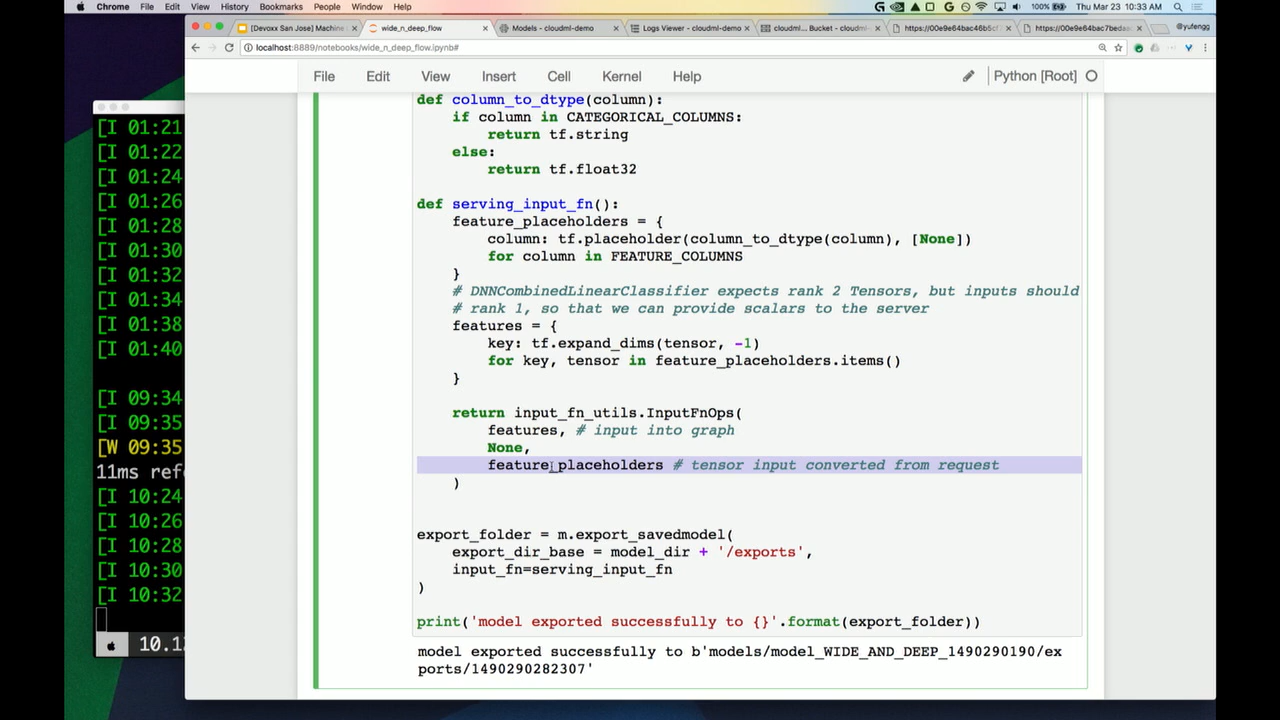 Chrome File Edit View History Bookmarks People Window Help 100% Thu Mar 23 10:33 AM
[Devoxx San Jose] Machine wide_n_deep_flow Models - cloudml-demo Logs Viewer - cloudml-demo cloudml... Bucket - cloudml https://00e9e64bac46b5cf https://00e9e64bac7bedaa @yufengg
localhost:8889/notebooks/wide_n_deep_flow.ipynb#
File Edit View Insert Cell Kernel Help Python [Root]
[I 01:21
[I 01:22
[I 01:24
[I 01:26
[I 01:28
[I 01:30
[I 01:32
[I 01:34
[I 01:38
[I 01:40
[I 09:34
[I 09:35
[W 09:35
11ms refe
[I 10:24
[I 10:26
[I 10:28
[I 10:30
[I 10:32
10.1
def column_to_dtype(column):
if column in CATEGORICAL_COLUMNS:
return tf.string
else:
return tf.float32
def serving_input_fn():
feature_placeholders = {
column: tf.placeholder(column_to_dtype(column), [None])
for column in FEATURE_COLUMNS
}
# DNNCombinedLinearClassifier expects rank 2 Tensors, but inputs should
# rank 1, so that we can provide scalars to the server
features = {
key: tf.expand_dims(tensor, -1)
for key, tensor in feature_placeholders.items()
}
return input_fn_utils.InputFnOps(
features, # input into graph
None,
feature_placeholders # tensor input converted from request
)
export_folder = m.export_savedmodel(
export_dir_base = model_dir + '/exports',
input_fn=serving_input_fn
)
print('model exported successfully to {}'.format(export_folder))
model exported successfully to b'models/model_WIDE_AND_DEEP_1490290190/ex
ports/1490290282307'